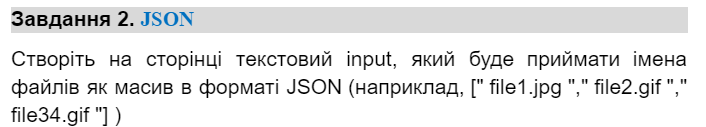 Завдання 2. JSON
Створіть на сторінці текстовий input, який буде приймати імена
файлів як масив в форматі JSON (наприклад, [" file1.jpg "," file2.gif ","
file34.gif "] )